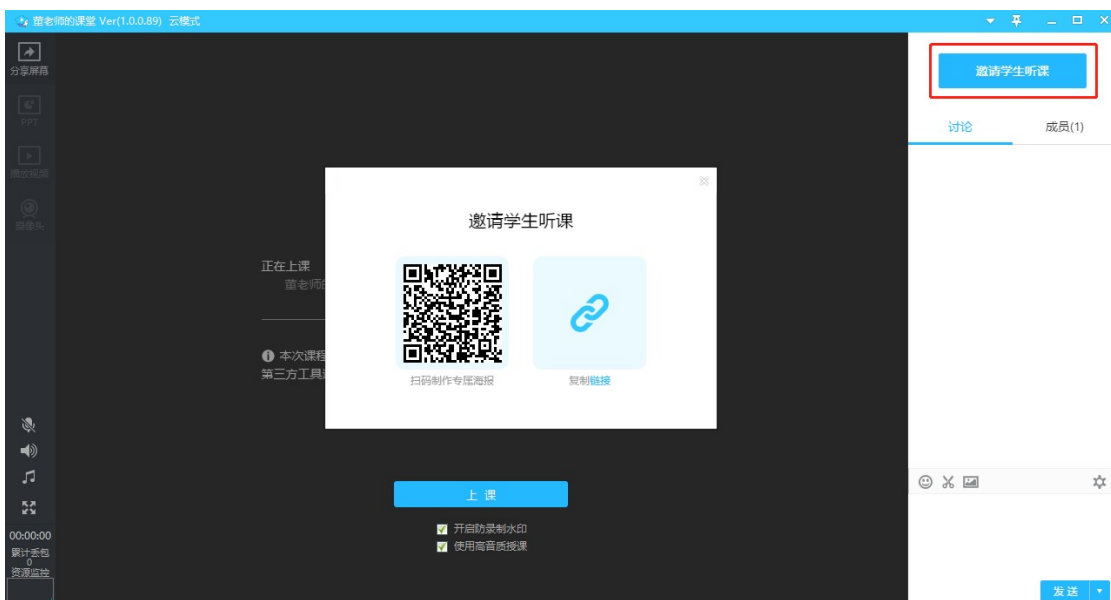 董老师的课堂 Ver(1.0.0.89) 云模式
分享屏幕
PPT
播放视频
摄像头
邀请学生听课
讨论
成员(1)
邀请学生听课
扫码制作专属海报
复制链接
正在上课
董老师的
本次课程
第三方工具
上 课
开启防录制水印
使用高音质授课
00:00:00
累计丢包
0
资源监控
发送